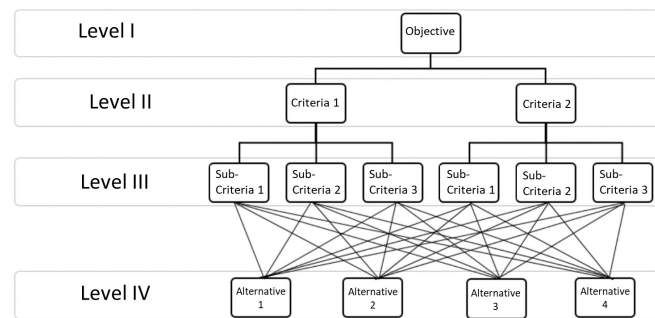 Level I
Objective
Level II
Criteria 1
Criteria 2
Level III
Sub-
Criteria 1
Sub-
Criteria 2
Sub-
Criteria 3
Sub-
Criteria 1
Sub-
Criteria 2
Sub-
Criteria 3
Level IV
Alternative
1
Alternative
2
Alternative
3
Alternative
4